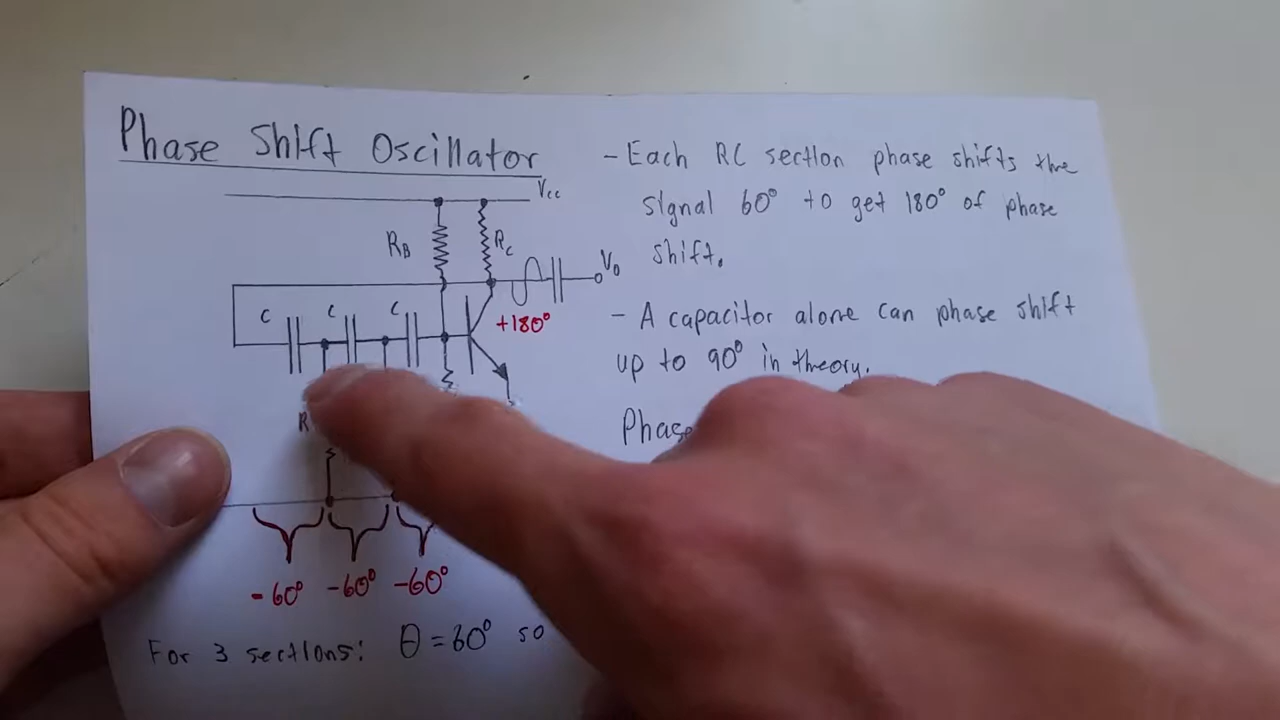 Phase Shift Oscillator
Vcc
RB
RC
Vo
C
C
C
+180°
R
-60° -60° -60°
For 3 sections: θ = 60° so
- Each RC section phase shifts the
signal 60° to get 180° of phase
shift.
- A capacitor alone can phase shift
up to 90° in theory.
Phase